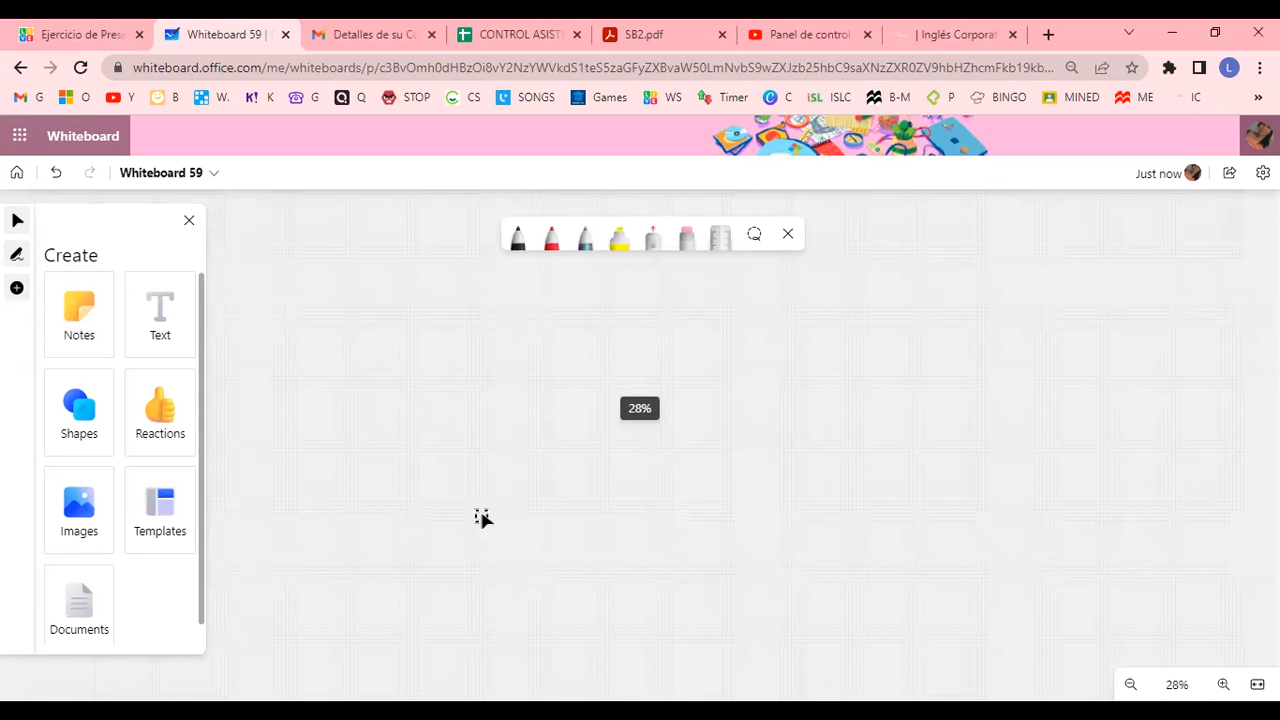 Ejercicio de Pres
Whiteboard 59 |
Detalles de su Cu
CONTROL ASIST
SB2.pdf
Panel de control
| Inglés Corporat
whiteboard.office.com/me/whiteboards/p/c3BvOmh0dHBzOi8vY2NzYWVkdS1teS5zaGFyZXBvaW50LmNvbS9wZXJzb25hbC9saXNzZXR0ZV9hbHZhcmFkb19kb...
L
G O Y B W. K G Q STOP CS SONGS Games WS Timer C ISLC B-M P BINGO MINED ME IC »
Whiteboard
Whiteboard 59
Just now
Create
Notes Text
Shapes Reactions
Images Templates
Documents
28%
28%